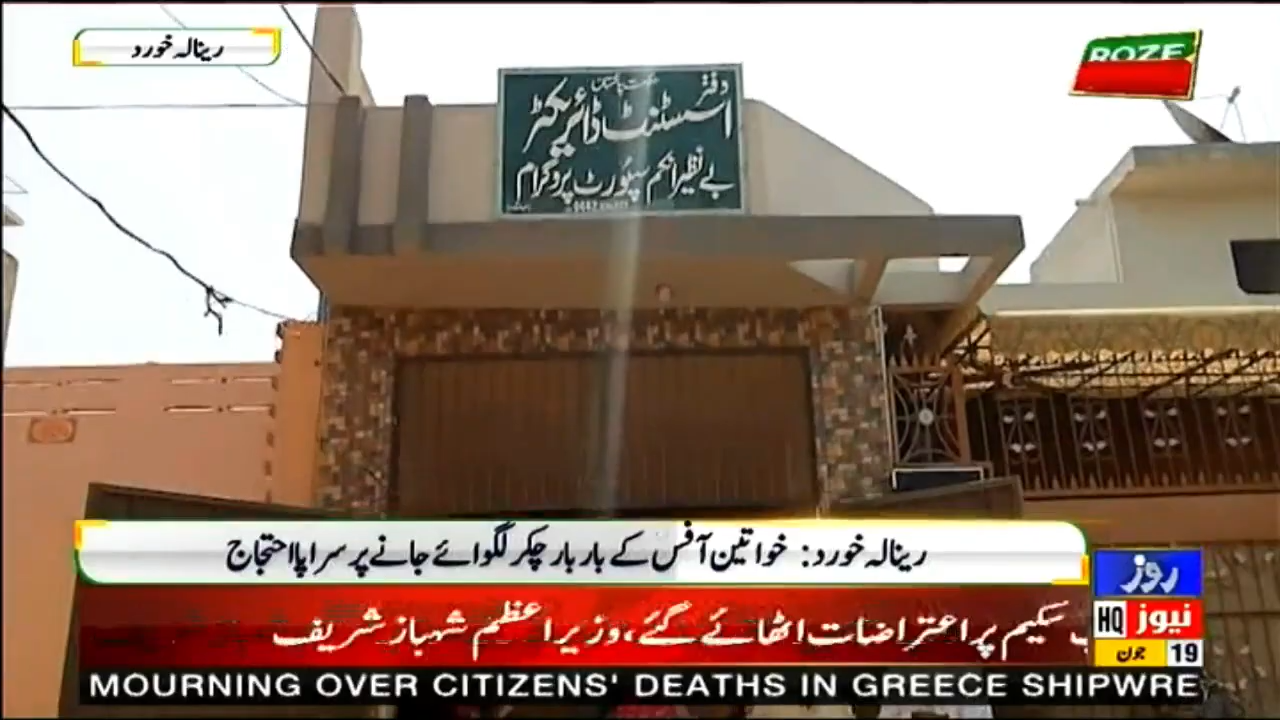 رینالہ خورد
ROZE
حکومت پاکستان
دفتر
اسسٹنٹ ڈائریکٹر
بے نظیر انکم سپورٹ پروگرام
رینالہ خورد: خواتین آفس کے بار بار چکر لگوائے جانے پر سراپا احتجاج
سکیم پر اعتراضات اٹھائے گئے، وزیراعظم شہباز شریف
روز
HQ نیوز
19 جون
MOURNING OVER CITIZENS' DEATHS IN GREECE SHIPWRE